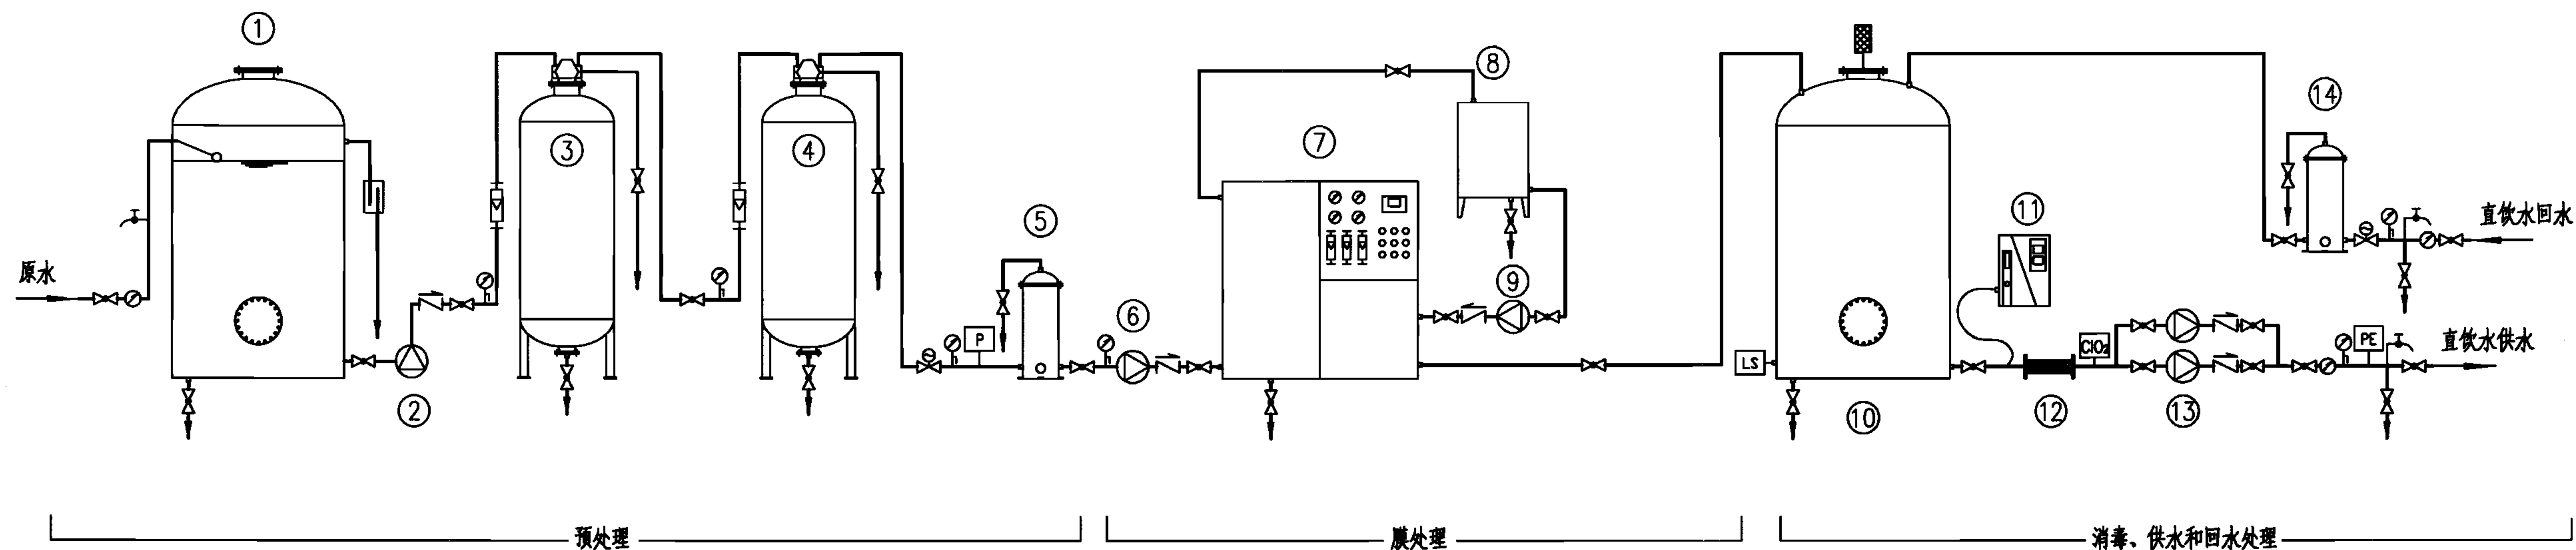 ①
⑧
⑭
③
④
⑦
⑤
⑪
直饮水回水
原水
⑨
⑥
P
ClO₂
PE
直饮水供水
LS
②
⑩
⑫
⑬
预处理
膜处理
消毒、供水和回水处理